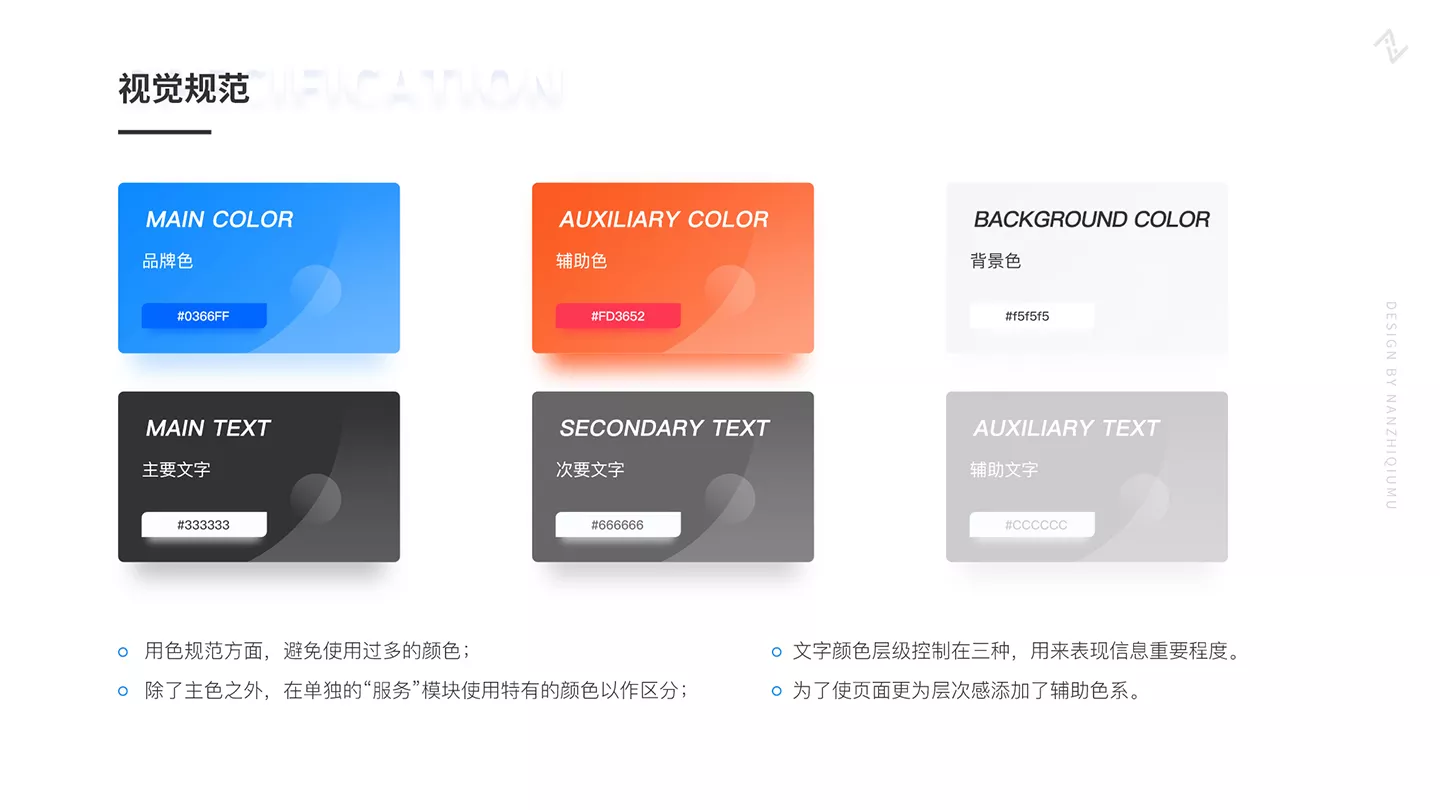 视觉规范
MAIN COLOR
品牌色
#0366FF
AUXILIARY COLOR
辅助色
#FD3652
BACKGROUND COLOR
背景色
#f5f5f5
MAIN TEXT
主要文字
#333333
SECONDARY TEXT
次要文字
#666666
AUXILIARY TEXT
辅助文字
#CCCCCC
用色规范方面，避免使用过多的颜色；
除了主色之外，在单独的“服务”模块使用特有的颜色以作区分；
文字颜色层级控制在三种，用来表现信息重要程度。
为了使页面更为层次感添加了辅助色系。
DESIGN BY NANZHIQIUMU